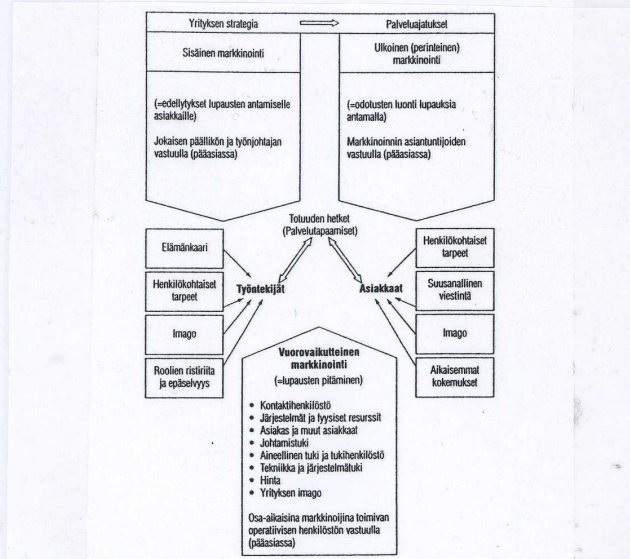 Yrityksen strategia
Palveluajatukset
Sisäinen markkinointi
(=edellytykset lupausten antamiselle
asiakkaille)
Jokaisen päällikön ja työnjohtajan
vastuulla (pääasiassa)
Ulkoinen (perinteinen)
markkinointi
(=odotusten luonti lupauksia
antamalla)
Markkinoinnin asiantuntijoiden
vastuulla (pääasiassa)
Totuuden hetket
(Palvelutapaamiset)
Elämänkaari
Henkilökohtaiset
tarpeet
Imago
Roolien ristiriita
ja epäselvyys
Työntekijät
Asiakkaat
Henkilökohtaiset
tarpeet
Suusanallinen
viestintä
Imago
Aikaisemmat
kokemukset
Vuorovaikutteinen
markkinointi
(=lupausten pitäminen)
• Kontaktihenkilöstö
• Järjestelmät ja fyysiset resurssit
• Asiakas ja muut asiakkaat
• Johtamistuki
• Aineellinen tuki ja tukihenkilöstö
• Tekniikka ja järjestelmätuki
• Hinta
• Yrityksen imago
Osa-aikaisina markkinoijina toimivan
operatiivisen henkilöstön vastuulla
(pääasiassa)